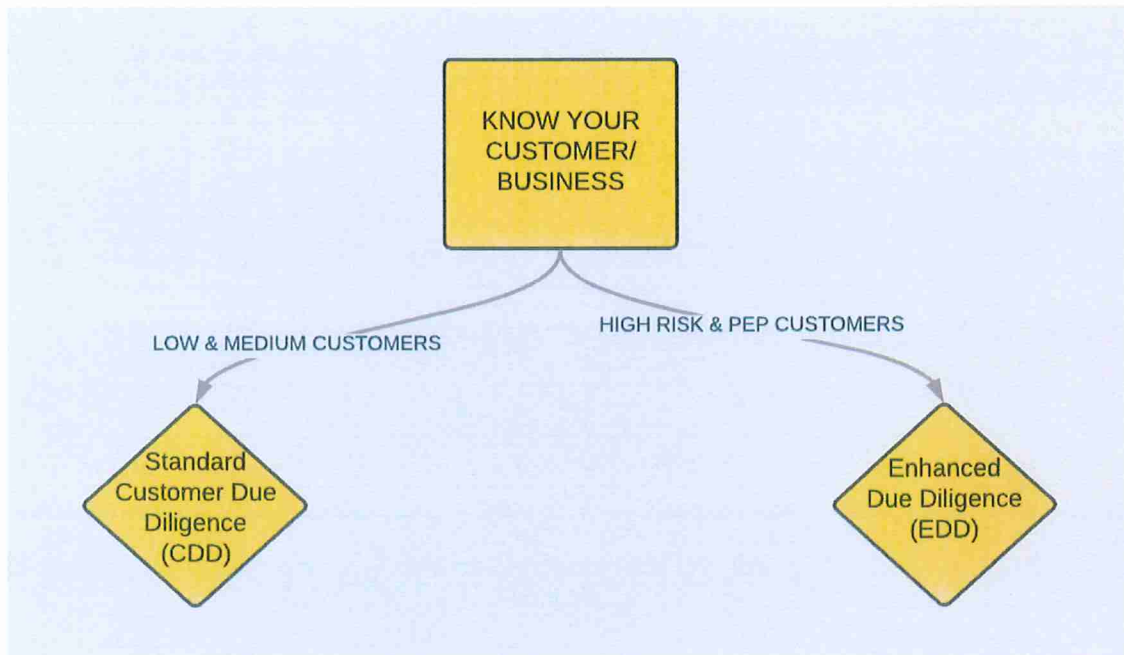 KNOW YOUR
CUSTOMER/
BUSINESS
HIGH RISK & PEP CUSTOMERS
LOW & MEDIUM CUSTOMERS
Standard
Customer Due
Diligence
(CDD)
Enhanced
Due Diligence
(EDD)